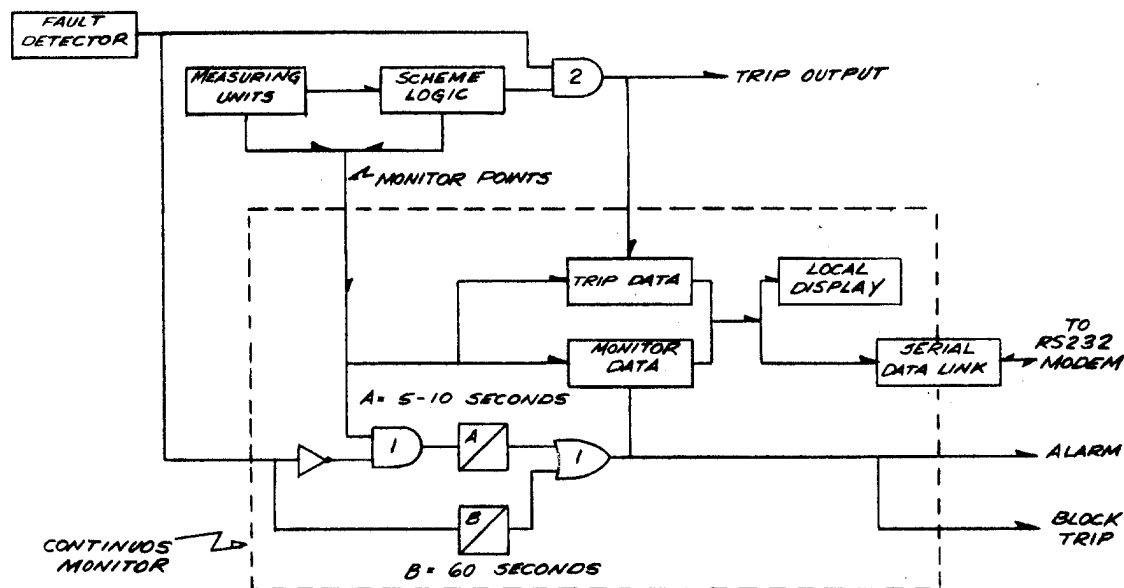 FAULT
DETECTOR
MEASURING
UNITS
SCHEME
LOGIC
2
TRIP OUTPUT
MONITOR POINTS
TRIP DATA
LOCAL
DISPLAY
MONITOR
DATA
SERIAL
DATA LINK
TO
RS232
MODEM
A= 5-10 SECONDS
1
A
1
ALARM
B
BLOCK
TRIP
CONTINUOS
MONITOR
B= 60 SECONDS